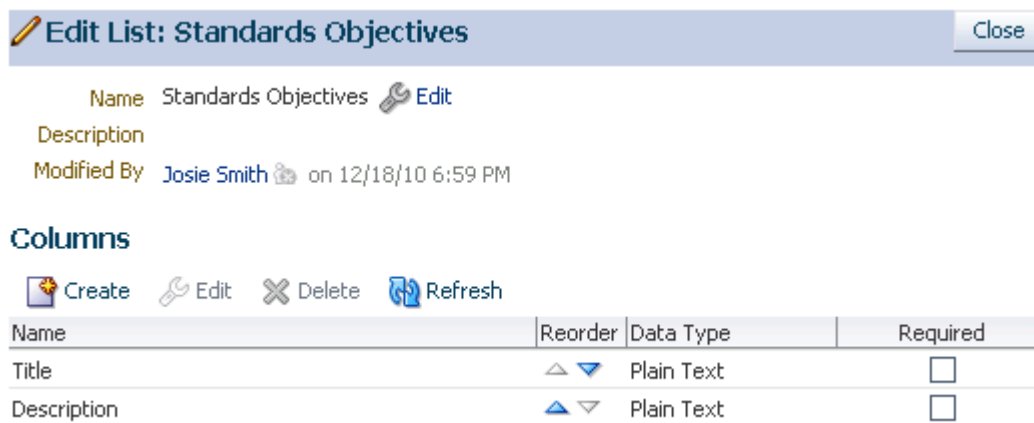 Edit List: Standards Objectives Close
Name Standards Objectives Edit
Description
Modified By Josie Smith on 12/18/10 6:59 PM
Columns
Create Edit Delete Refresh
Name Reorder Data Type Required
Title Plain Text
Description Plain Text